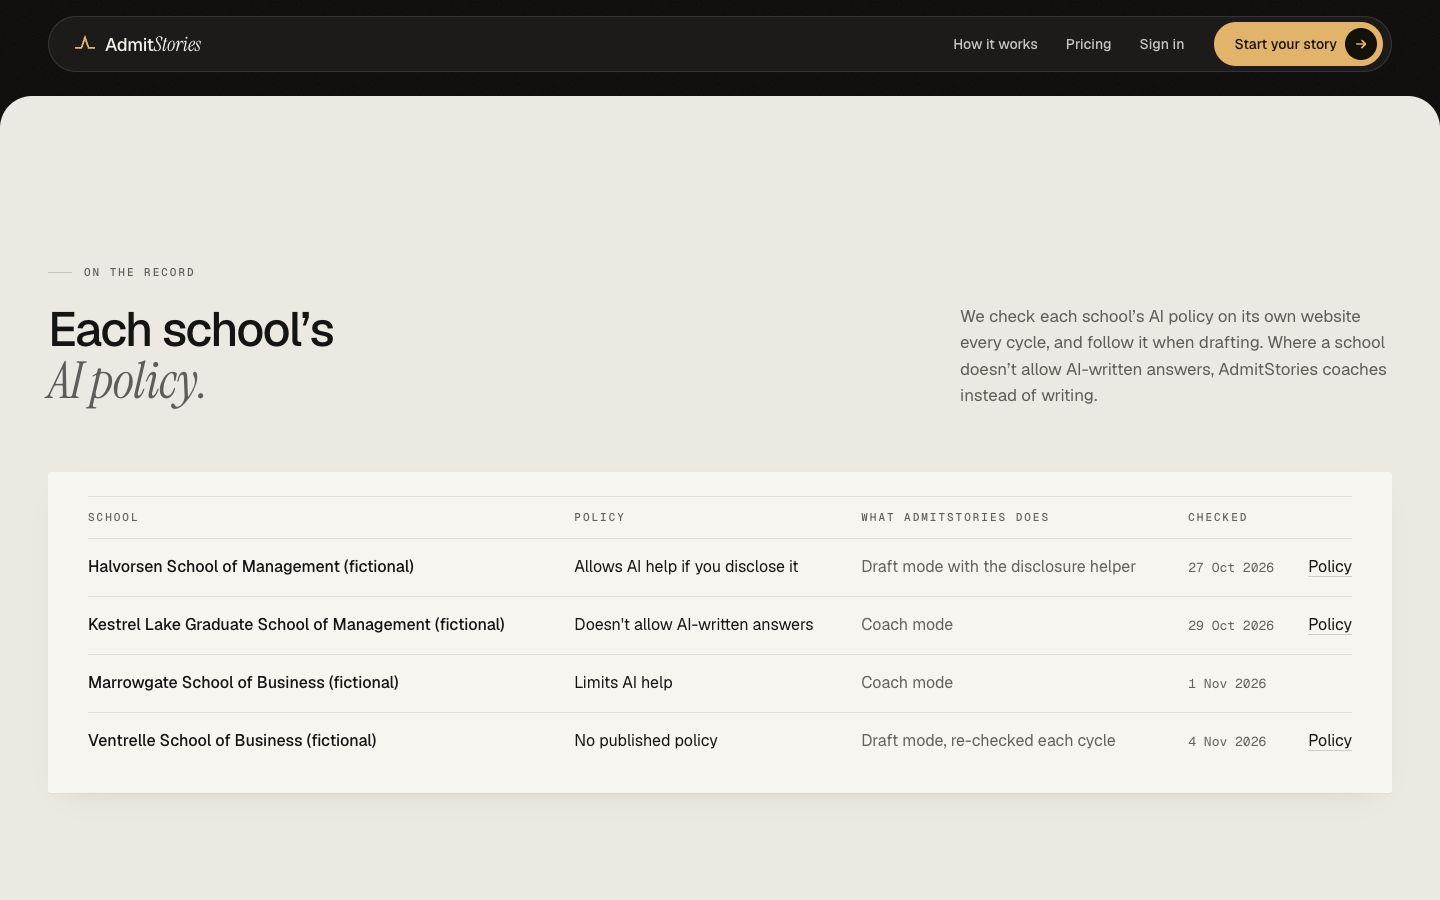 AdmitStories
How it works
Pricing
Sign in
Start your story
ON THE RECORD
Each school’s
AI policy.
We check each school’s AI policy on its own website
every cycle, and follow it when drafting. Where a school
doesn’t allow AI-written answers, AdmitStories coaches
instead of writing.
SCHOOL POLICY WHAT ADMITSTORIES DOES CHECKED
Halvorsen School of Management (fictional) Allows AI help if you disclose it Draft mode with the disclosure helper 27 Oct 2026 Policy
Kestrel Lake Graduate School of Management (fictional) Doesn't allow AI-written answers Coach mode 29 Oct 2026 Policy
Marrowgate School of Business (fictional) Limits AI help Coach mode 1 Nov 2026
Ventrelle School of Business (fictional) No published policy Draft mode, re-checked each cycle 4 Nov 2026 Policy